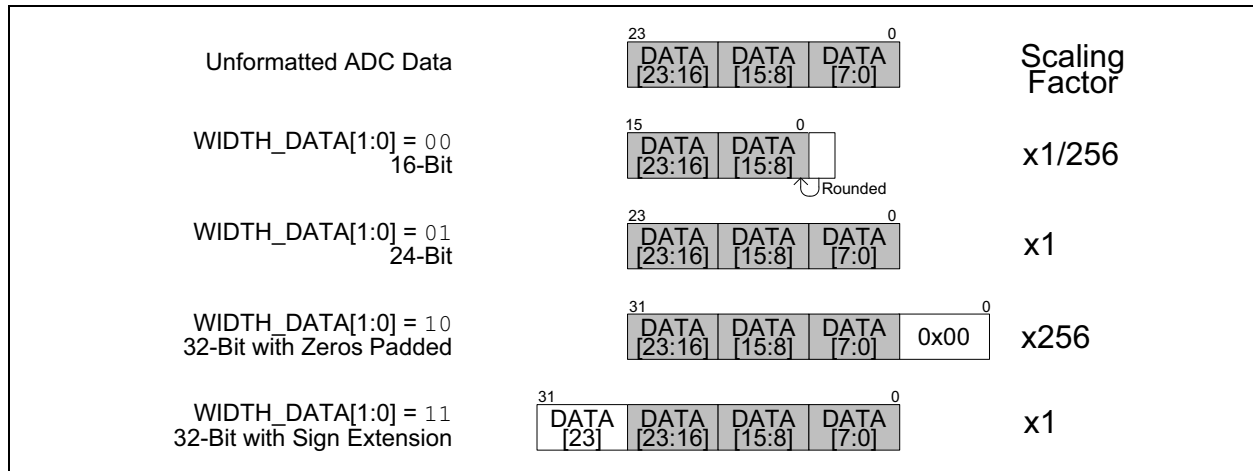 23 0
Unformatted ADC Data DATA DATA DATA Scaling
[23:16] [15:8] [7:0] Factor
15 0
WIDTH_DATA[1:0] = 00 DATA DATA x1/256
16-Bit [23:16] [15:8]
Rounded
23 0
WIDTH_DATA[1:0] = 01 DATA DATA DATA x1
24-Bit [23:16] [15:8] [7:0]
31 0
WIDTH_DATA[1:0] = 10 DATA DATA DATA 0x00 x256
32-Bit with Zeros Padded [23:16] [15:8] [7:0]
31 0
WIDTH_DATA[1:0] = 11 DATA DATA DATA DATA x1
32-Bit with Sign Extension [23] [23:16] [15:8] [7:0]